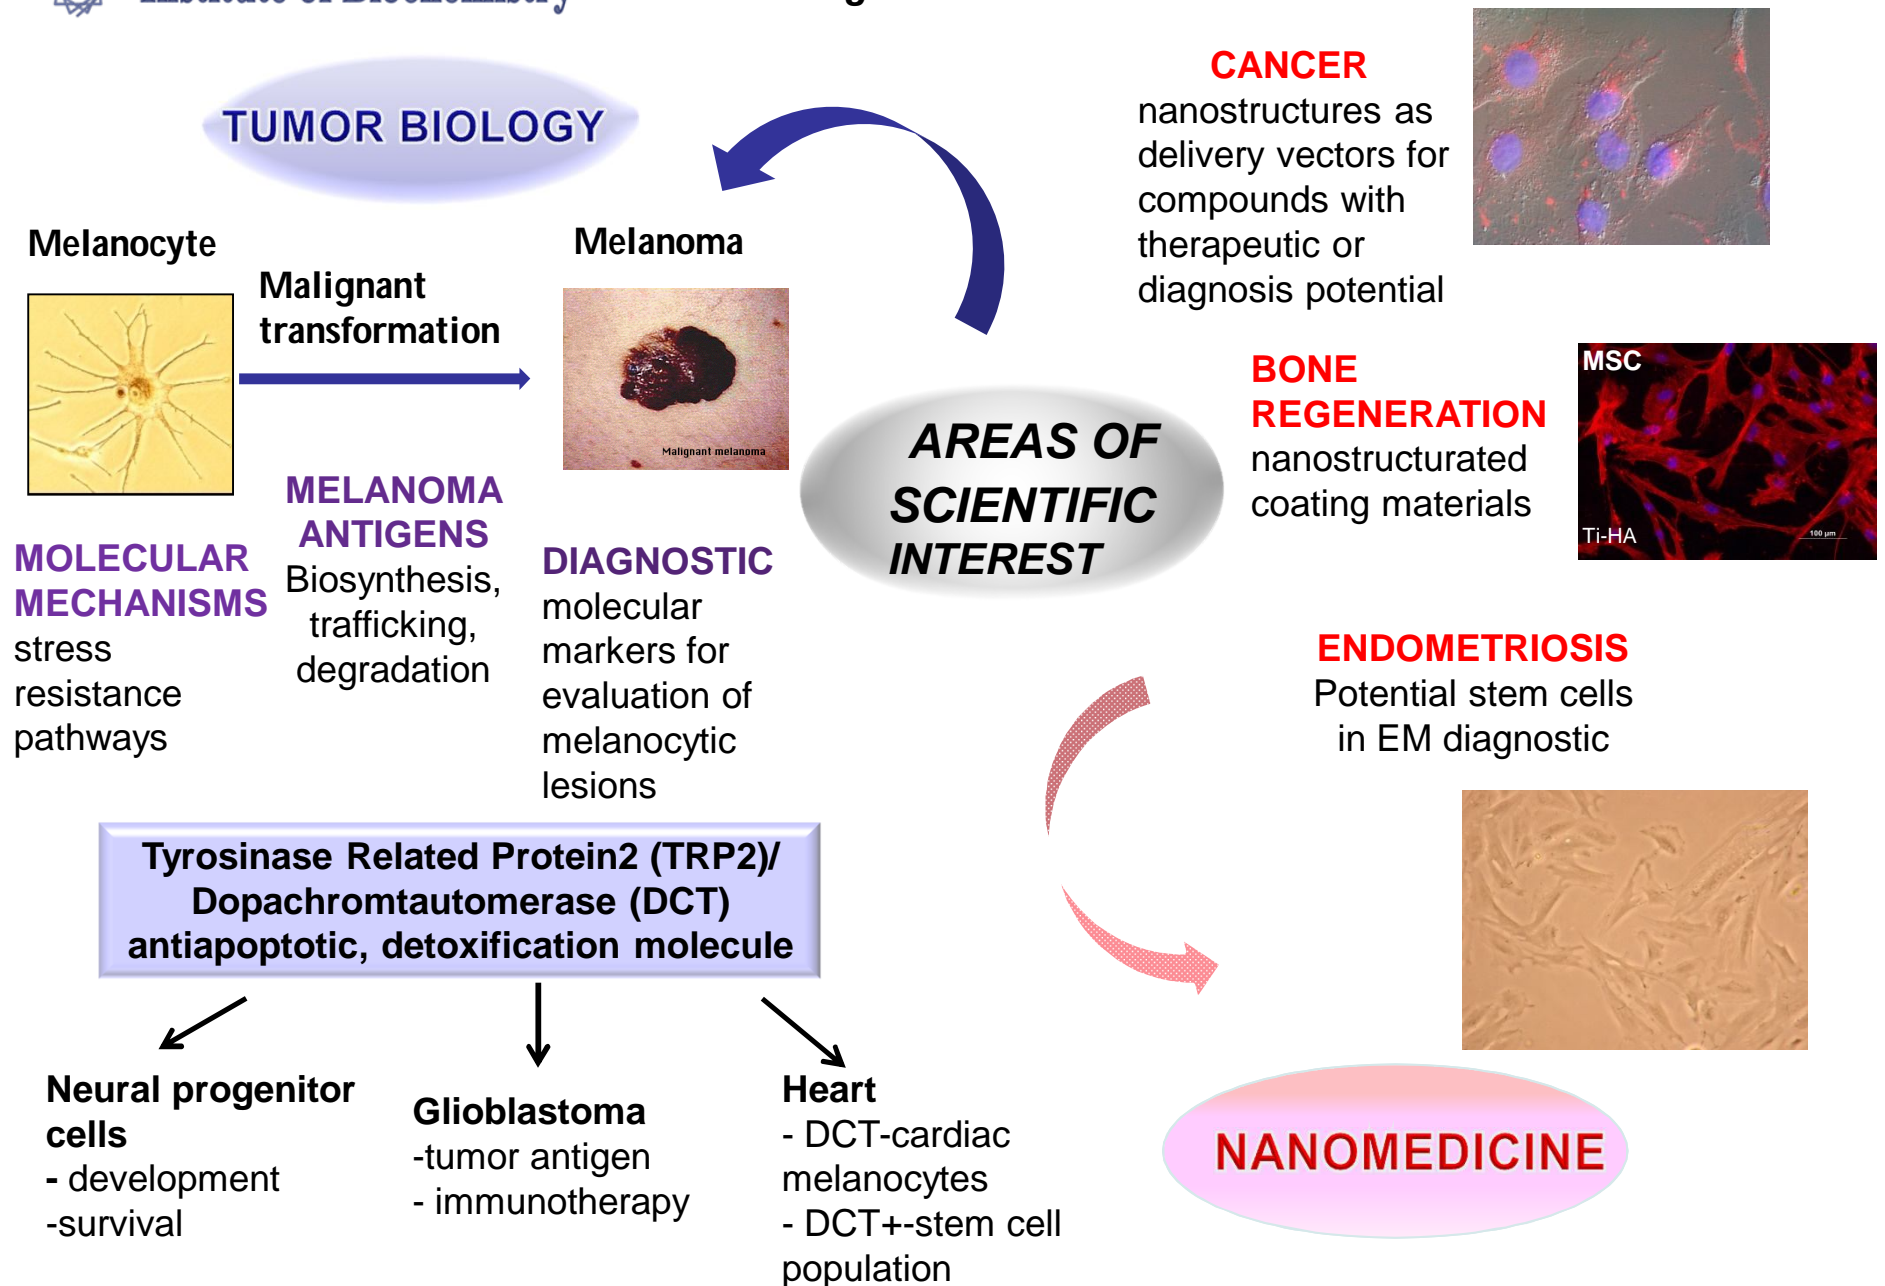 Institute of Biochemistry
TUMOR BIOLOGY
Melanocyte
Malignant
transformation
Melanoma
Malignant melanoma
MOLECULAR
MECHANISMS
stress
resistance
pathways
MELANOMA
ANTIGENS
Biosynthesis,
trafficking,
degradation
DIAGNOSTIC
molecular
markers for
evaluation of
melanocytic
lesions
Tyrosinase Related Protein2 (TRP2)/
Dopachromtautomerase (DCT)
antiapoptotic, detoxification molecule
Neural progenitor
cells
- development
-survival
Glioblastoma
-tumor antigen
- immunotherapy
Heart
- DCT-cardiac
melanocytes
- DCT+-stem cell
population
AREAS OF
SCIENTIFIC
INTEREST
CANCER
nanostructures as
delivery vectors for
compounds with
therapeutic or
diagnosis potential
BONE
REGENERATION
nanostructurated
coating materials
MSC
Ti-HA
100 µm
ENDOMETRIOSIS
Potential stem cells
in EM diagnostic
NANOMEDICINE